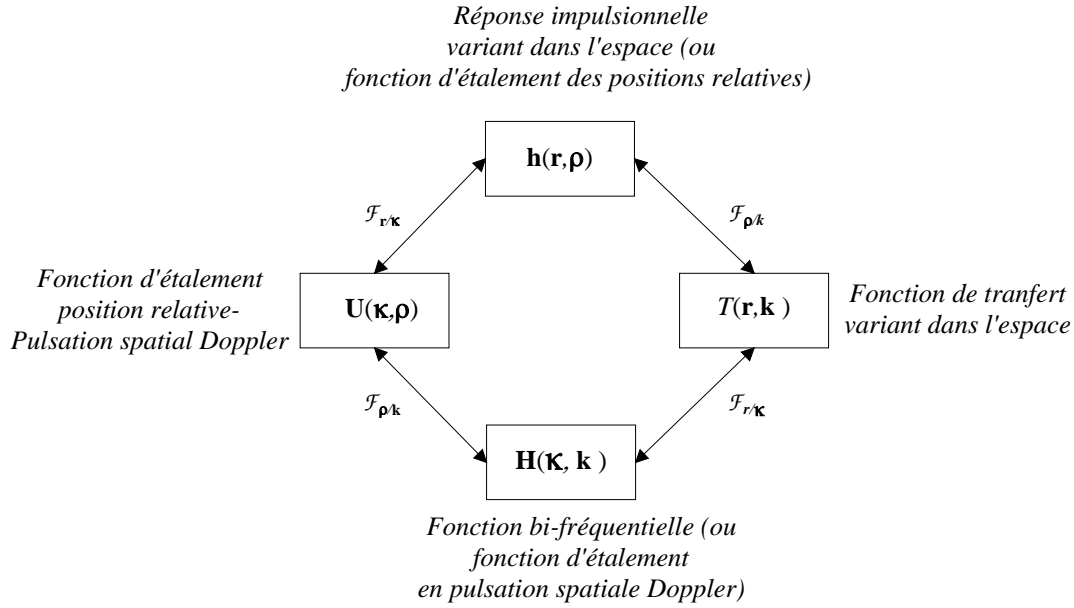 Réponse impulsionnelle
variant dans l'espace (ou
fonction d'étalement des positions relatives)
h(r,ρ)
ℱr/κ
ℱρ/k
Fonction d'étalement
position relative-
Pulsation spatial Doppler
U(κ,ρ)
T(r,k )
Fonction de tranfert
variant dans l'espace
ℱρ/k
ℱr/κ
H(κ, k )
Fonction bi-fréquentielle (ou
fonction d'étalement
en pulsation spatiale Doppler)